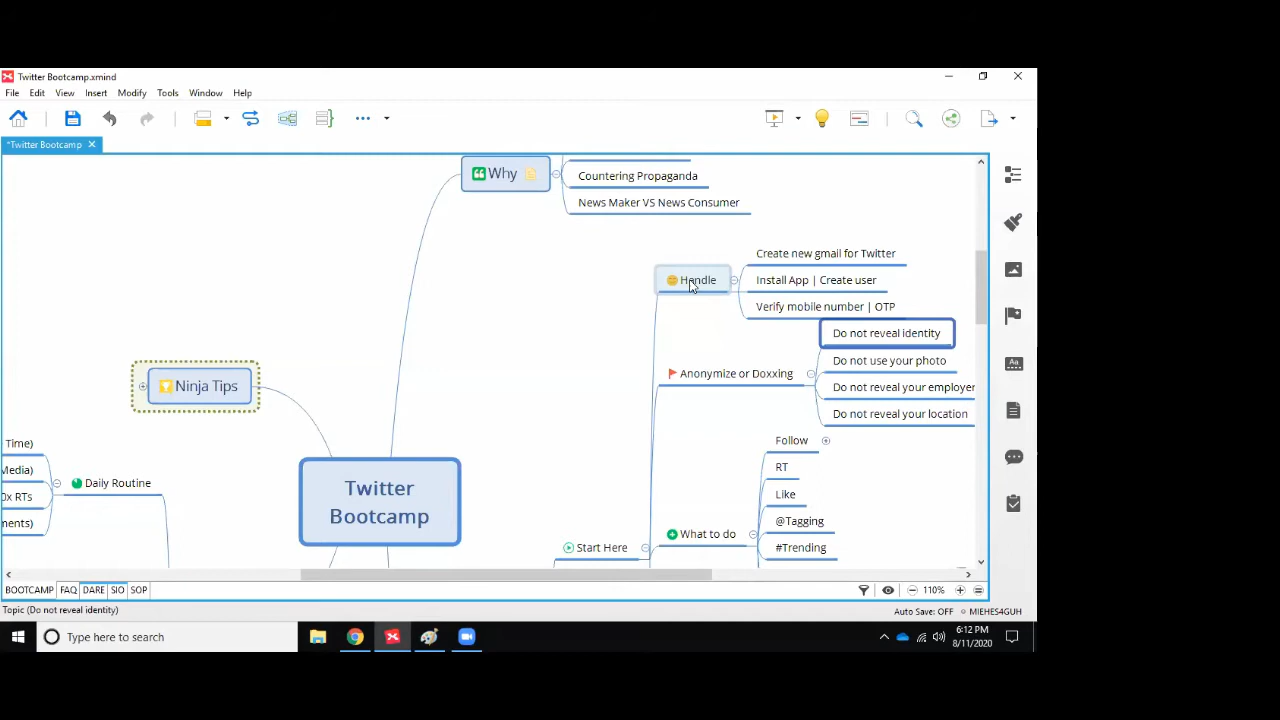 Twitter Bootcamp.xmind
File Edit View Insert Modify Tools Window Help
*Twitter Bootcamp
Why
Countering Propaganda
News Maker VS News Consumer
Handle
Create new gmail for Twitter
Install App | Create user
Verify mobile number | OTP
Anonymize or Doxxing
Do not reveal identity
Do not use your photo
Do not reveal your employer
Do not reveal your location
Ninja Tips
Time)
Media)
0x RTs
ments)
Daily Routine
Twitter
Bootcamp
Start Here
What to do
Follow
RT
Like
@Tagging
#Trending
BOOTCAMP FAQ DARE SIO SOP
110%
Topic (Do not reveal identity)
Auto Save: OFF
MIEHES4GUH
Type here to search
6:12 PM
8/11/2020